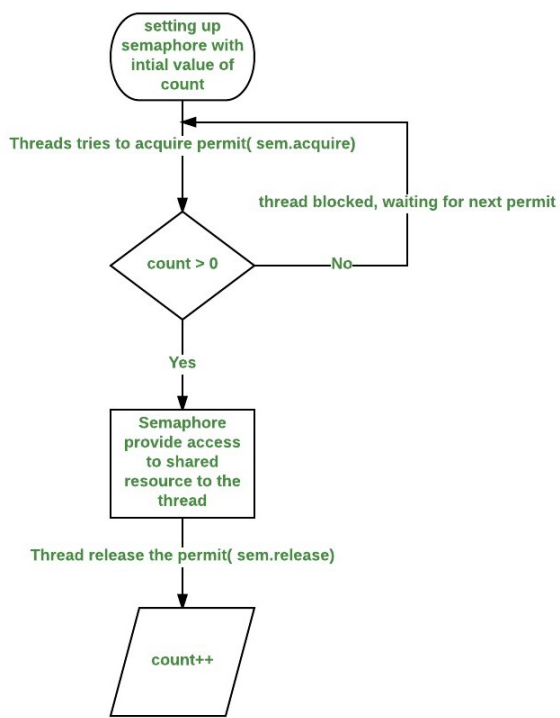 setting up
semaphore with
intial value of
count
Threads tries to acquire permit( sem.acquire)
thread blocked, waiting for next permit
count > 0
No
Yes
Semaphore
provide access
to shared
resource to the
thread
Thread release the permit( sem.release)
count++